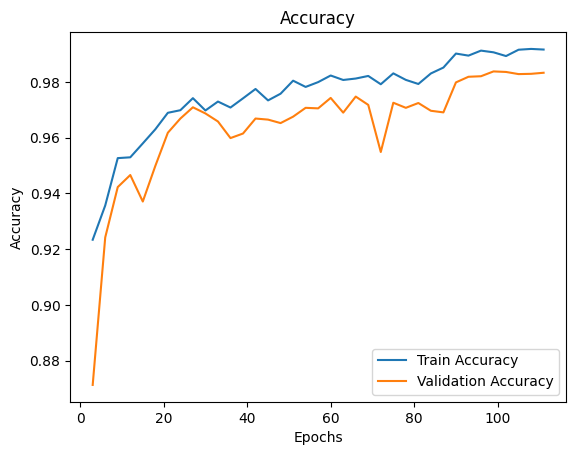 Accuracy
0.98
0.96
0.94
0.92
0.90
0.88
Accuracy
0
20
40
60
80
100
Epochs
Train Accuracy
Validation Accuracy